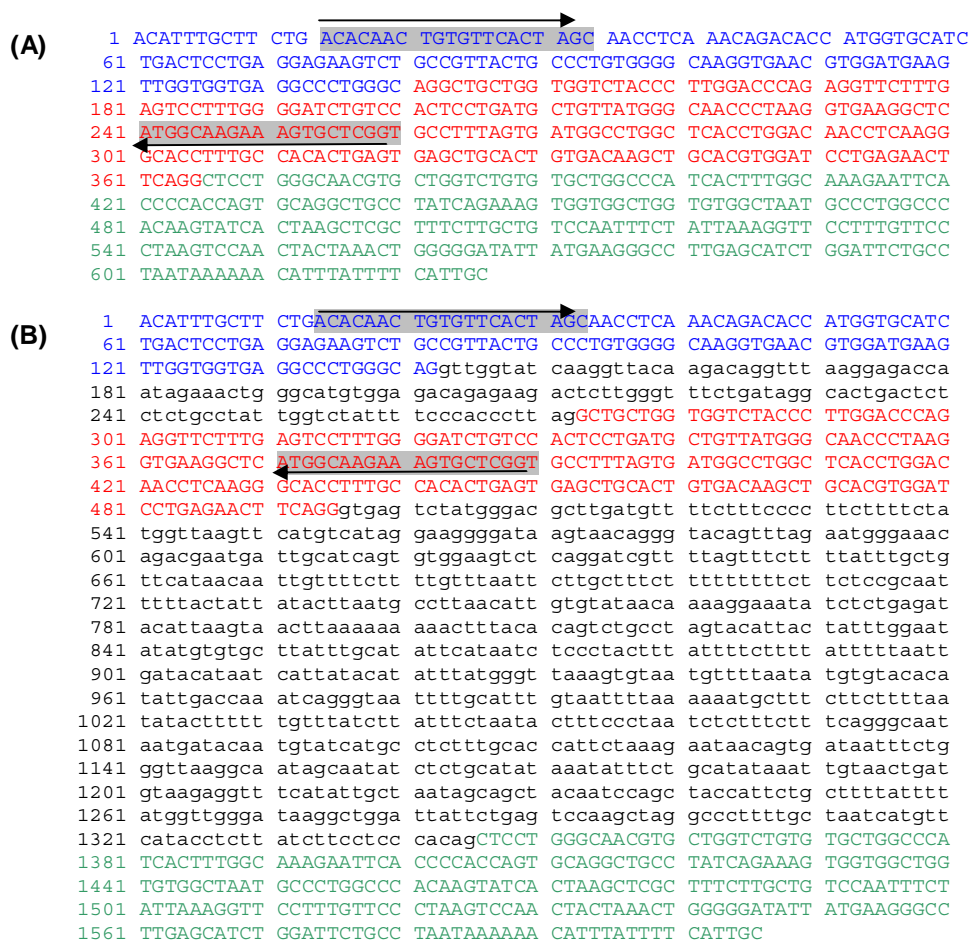 (A)
1 ACATTTGCTT CTG ACACAAC TGTGTTCACT AGC AACCTCA AACAGACACC ATGGTGCATC
61 TGACTCCTGA GGAGAAGTCT GCCGTTACTG CCCTGTGGGG CAAGGTGAAC GTGGATGAAG
121 TTGGTGGTGA GGCCCTGGGC AGGCTGCTGG TGGTCTACCC TTGGACCCAG AGGTTCTTTG
181 AGTCCTTTGG GGATCTGTCC ACTCCTGATG CTGTTATGGG CAACCCTAAG GTGAAGGCTC
241 ATGGCAAGAA AGTGCTCGGT GCCTTTAGTG ATGGCCTGGC TCACCTGGAC AACCTCAAGG
301 GCACCTTTGC CACACTGAGT GAGCTGCACT GTGACAAGCT GCACGTGGAT CCTGAGAACT
361 TCAGGCTCCT GGGCAACGTG CTGGTCTGTG TGCTGGCCCA TCACTTTGGC AAAGAATTCA
421 CCCCACCAGT GCAGGCTGCC TATCAGAAAG TGGTGGCTGG TGTGGCTAAT GCCCTGGCCC
481 ACAAGTATCA CTAAGCTCGC TTTCTTGCTG TCCAATTTCT ATTAAAGGTT CCTTTGTTCC
541 CTAAGTCCAA CTACTAAACT GGGGGATATT ATGAAGGGCC TTGAGCATCT GGATTCTGCC
601 TAATAAAAAA CATTTATTTT CATTGC
(B)
1 ACATTTGCTT CTGACACAAC TGTGTTCACT AGCAACCTCA AACAGACACC ATGGTGCATC
61 TGACTCCTGA GGAGAAGTCT GCCGTTACTG CCCTGTGGGG CAAGGTGAAC GTGGATGAAG
121 TTGGTGGTGA GGCCCTGGGC AGgttggtat caaggttaca agacaggttt aaggagacca
181 atagaaactg ggcatgtgga gacagagaag actcttgggt ttctgatagg cactgactct
241 ctctgcctat tggtctattt tcccaccctt agGCTGCTGG TGGTCTACCC TTGGACCCAG
301 AGGTTCTTTG AGTCCTTTGG GGATCTGTCC ACTCCTGATG CTGTTATGGG CAACCCTAAG
361 GTGAAGGCTC ATGGCAAGAA AGTGCTCGGT GCCTTTAGTG ATGGCCTGGC TCACCTGGAC
421 AACCTCAAGG GCACCTTTGC CACACTGAGT GAGCTGCACT GTGACAAGCT GCACGTGGAT
481 CCTGAGAACT TCAGGgtgag tctatgggac gcttgatgtt ttctttcccc ttcttttcta
541 tggttaagtt catgtcatag gaaggggata agtaacaggg tacagtttag aatgggaaac
601 agacgaatga ttgcatcagt gtggaagtct caggatcgtt ttagtttctt ttatttgctg
661 ttcataacaa ttgttttctt ttgtttaatt cttgctttct ttttttttct tctccgcaat
721 ttttactatt atacttaatg ccttaacatt gtgtataaca aaaggaaata tctctgagat
781 acattaagta acttaaaaaa aaactttaca cagtctgcct agtacattac tatttggaat
841 atatgtgtgc ttatttgcat attcataatc tccctacttt attttctttt atttttaatt
901 gatacataat cattatacat atttatgggt taaagtgtaa tgttttaata tgtgtacaca
961 tattgaccaa atcagggtaa ttttgcattt gtaattttaa aaaatgcttt cttcttttaa
1021 tatacttttt tgtttatctt atttctaata ctttccctaa tctctttctt tcagggcaat
1081 aatgatacaa tgtatcatgc ctctttgcac cattctaaag aataacagtg ataatttctg
1141 ggttaaggca atagcaatat ctctgcatat aaatatttct gcatataaat tgtaactgat
1201 gtaagaggtt tcatattgct aatagcagct acaatccagc taccattctg cttttatttt
1261 atggttggga taaggctgga ttattctgag tccaagctag gcccttttgc taatcatgtt
1321 catacctctt atcttcctcc cacagCTCCT GGGCAACGTG CTGGTCTGTG TGCTGGCCCA
1381 TCACTTTGGC AAAGAATTCA CCCCACCAGT GCAGGCTGCC TATCAGAAAG TGGTGGCTGG
1441 TGTGGCTAAT GCCCTGGCCC ACAAGTATCA CTAAGCTCGC TTTCTTGCTG TCCAATTTCT
1501 ATTAAAGGTT CCTTTGTTCC CTAAGTCCAA CTACTAAACT GGGGGATATT ATGAAGGGCC
1561 TTGAGCATCT GGATTCTGCC TAATAAAAAA CATTTATTTT CATTGC